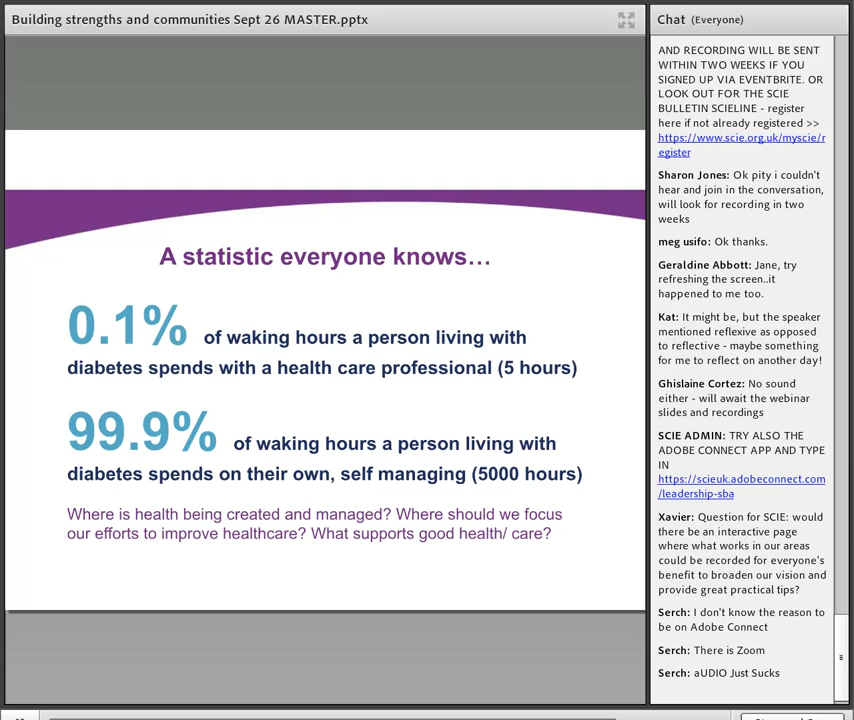 Building strengths and communities Sept 26 MASTER.pptx
A statistic everyone knows…
0.1% of waking hours a person living with
diabetes spends with a health care professional (5 hours)
99.9% of waking hours a person living with
diabetes spends on their own, self managing (5000 hours)
Where is health being created and managed? Where should we focus
our efforts to improve healthcare? What supports good health/ care?
Chat (Everyone)
AND RECORDING WILL BE SENT
WITHIN TWO WEEKS IF YOU
SIGNED UP VIA EVENTBRITE. OR
LOOK OUT FOR THE SCIE
BULLETIN SCIELINE - register
here if not already registered >>
https://www.scie.org.uk/myscie/r
egister
Sharon Jones: Ok pity i couldn't
hear and join in the conversation,
will look for recording in two
weeks
meg usifo: Ok thanks.
Geraldine Abbott: Jane, try
refreshing the screen..it
happened to me too.
Kat: It might be, but the speaker
mentioned reflexive as opposed
to reflective - maybe something
for me to reflect on another day!
Ghislaine Cortez: No sound
either - will await the webinar
slides and recordings
SCIE ADMIN: TRY ALSO THE
ADOBE CONNECT APP AND TYPE
IN
https://scieuk.adobeconnect.com
/leadership-sba
Xavier: Question for SCIE: would
there be an interactive page
where what works in our areas
could be recorded for everyone's
benefit to broaden our vision and
provide great practical tips?
Serch: I don't know the reason to
be on Adobe Connect
Serch: There is Zoom
Serch: aUDIO Just Sucks